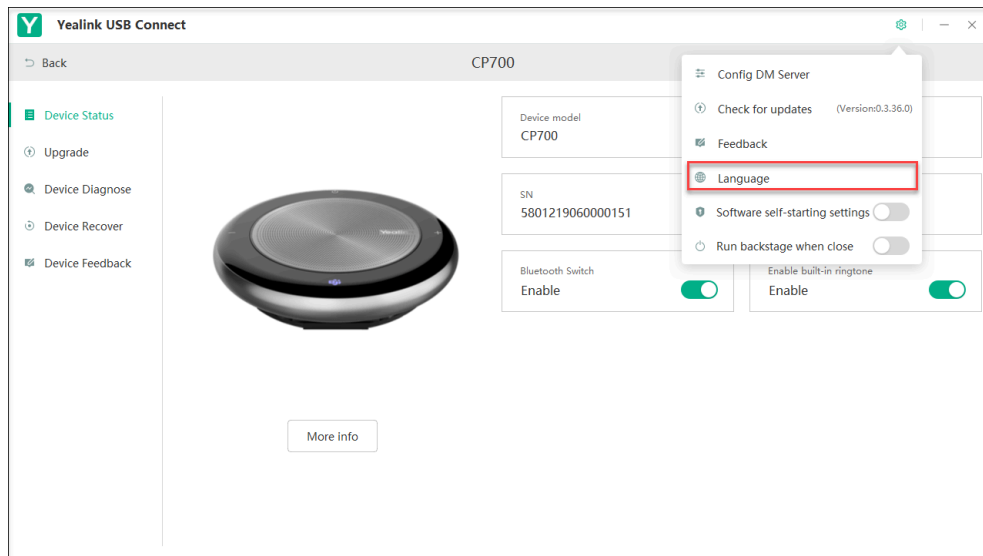 Y Yealink USB Connect
Back
CP700
Device Status
Upgrade
Device Diagnose
Device Recover
Device Feedback
Yealink
More info
Device model
CP700
SN
5801219060000151
Bluetooth Switch
Enable
Enable built-in ringtone
Enable
Config DM Server
Check for updates (Version:0.3.36.0)
Feedback
Language
Software self-starting settings
Run backstage when close